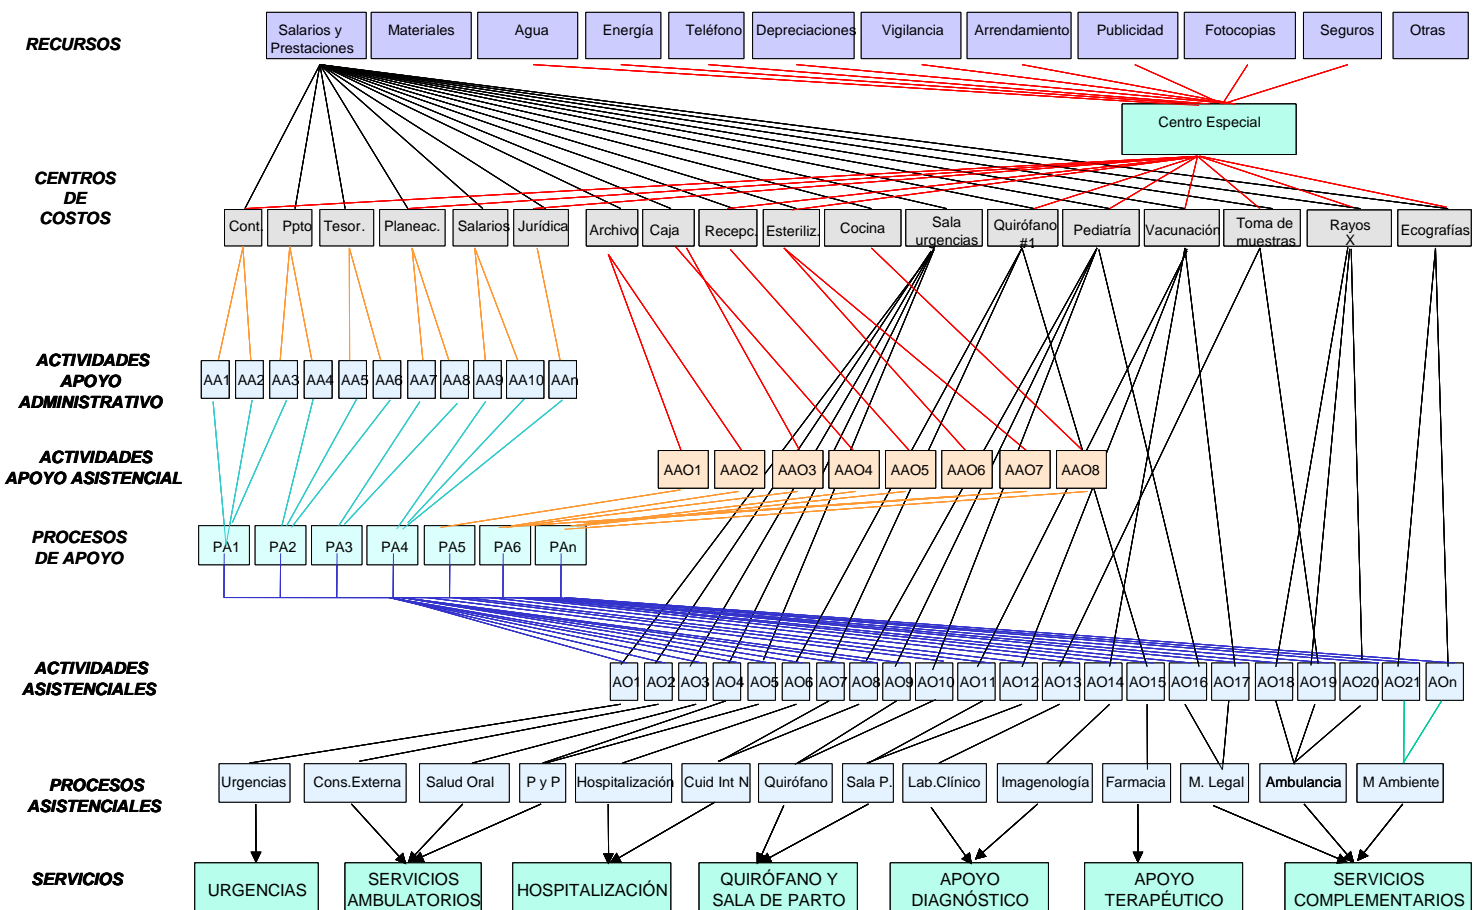 RECURSOS
Salarios y
Prestaciones
Materiales
Agua
Energía
Teléfono
Depreciaciones
Vigilancia
Arrendamiento
Publicidad
Fotocopias
Seguros
Otras
Centro Especial
CENTROS
DE
COSTOS
Cont.
Ppto
Tesor.
Planeac.
Salarios
Jurídica
Archivo
Caja
Recepc.
Esteriliz.
Cocina
Sala
urgencias
Quirófano
#1
Pediatría
Vacunación
Toma de
muestras
Rayos
X
Ecografías
ACTIVIDADES
APOYO
ADMINISTRATIVO
AA1
AA2
AA3
AA4
AA5
AA6
AA7
AA8
AA9
AA10
AAn
ACTIVIDADES
APOYO ASISTENCIAL
AAO1
AAO2
AAO3
AAO4
AAO5
AAO6
AAO7
AAO8
PROCESOS
DE APOYO
PA1
PA2
PA3
PA4
PA5
PA6
PAn
ACTIVIDADES
ASISTENCIALES
AO1
AO2
AO3
AO4
AO5
AO6
AO7
AO8
AO9
AO10
AO11
AO12
AO13
AO14
AO15
AO16
AO17
AO18
AO19
AO20
AO21
AOn
PROCESOS
ASISTENCIALES
Urgencias
Cons.Externa
Salud Oral
P y P
Hospitalización
Cuid Int N
Quirófano
Sala P.
Lab.Clínico
Imagenología
Farmacia
M. Legal
Ambulancia
M Ambiente
SERVICIOS
URGENCIAS
SERVICIOS
AMBULATORIOS
HOSPITALIZACIÓN
QUIRÓFANO Y
SALA DE PARTO
APOYO
DIAGNÓSTICO
APOYO
TERAPÉUTICO
SERVICIOS
COMPLEMENTARIOS